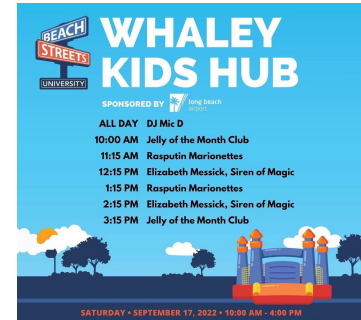 BEACH
STREETS
UNIVERSITY
WHALEY
KIDS HUB
SPONSORED BY long beach
airport
ALL DAY DJ Mic D
10:00 AM Jelly of the Month Club
11:15 AM Rasputin Marionettes
12:15 PM Elizabeth Messick, Siren of Magic
1:15 PM Rasputin Marionettes
2:15 PM Elizabeth Messick, Siren of Magic
3:15 PM Jelly of the Month Club
SATURDAY • SEPTEMBER 17, 2022 • 10:00 AM - 4:00 PM